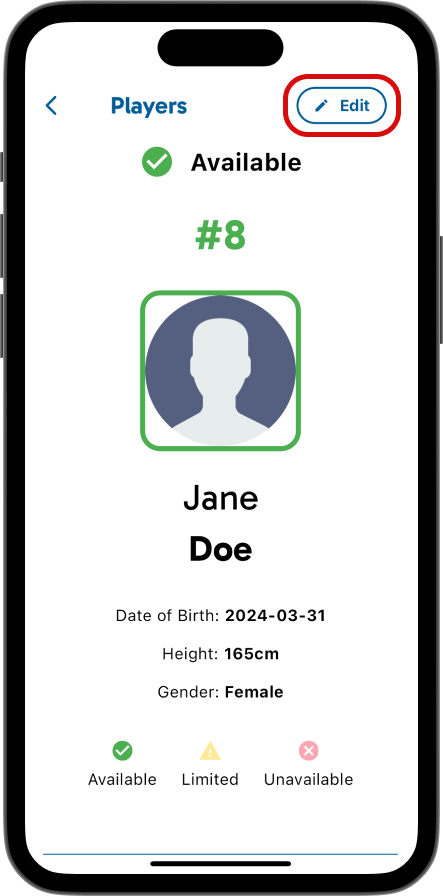 Players
Edit
Available
#8
Jane
Doe
Date of Birth: 2024-03-31
Height: 165cm
Gender: Female
Available Limited Unavailable